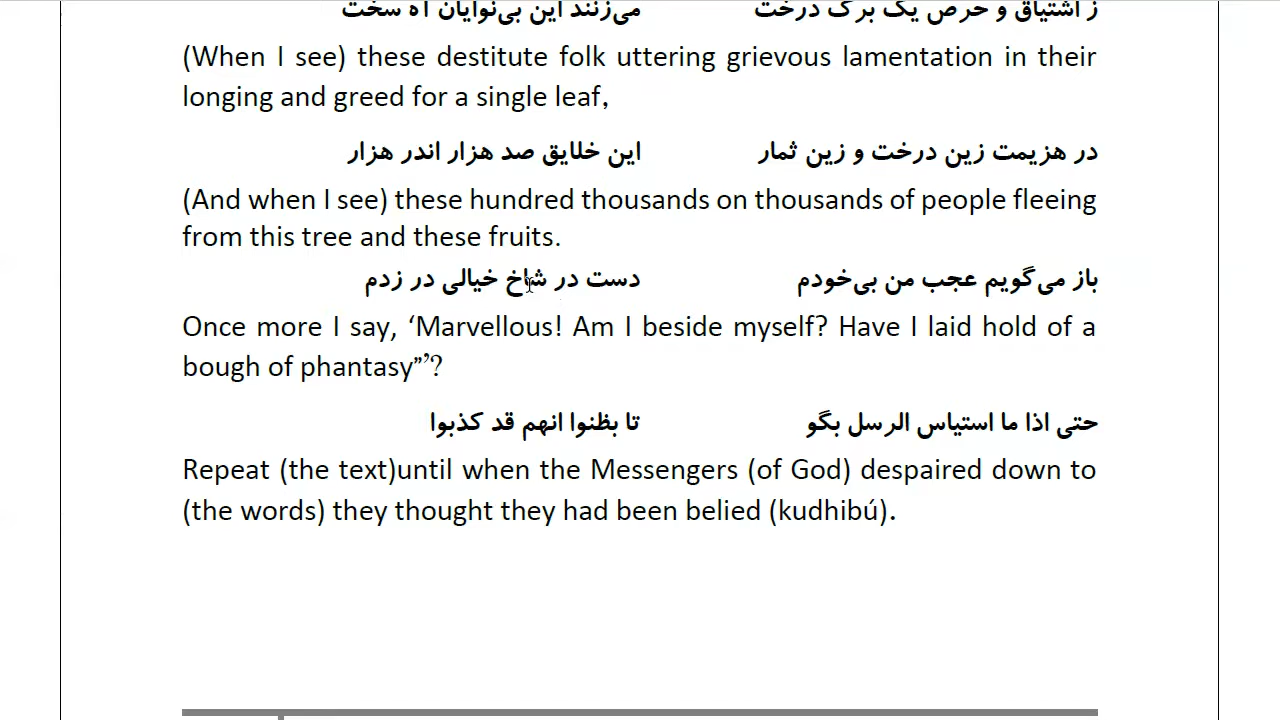 ز اشتیاق و حرص یک برگ درخت می‌زنند این بی‌نوایان آه سخت
(When I see) these destitute folk uttering grievous lamentation in their
longing and greed for a single leaf,
در هزیمت زین درخت و زین ثمار این خلایق صد هزار اندر هزار
(And when I see) these hundred thousands on thousands of people fleeing
from this tree and these fruits.
باز می‌گویم عجب من بی‌خودم دست در شاخ خیالی در زدم
Once more I say, ‘Marvellous! Am I beside myself? Have I laid hold of a
bough of phantasy”’?
حتی اذا ما استیاس الرسل بگو تا بظنوا انهم قد کذبوا
Repeat (the text)until when the Messengers (of God) despaired down to
(the words) they thought they had been belied (kudhibú).